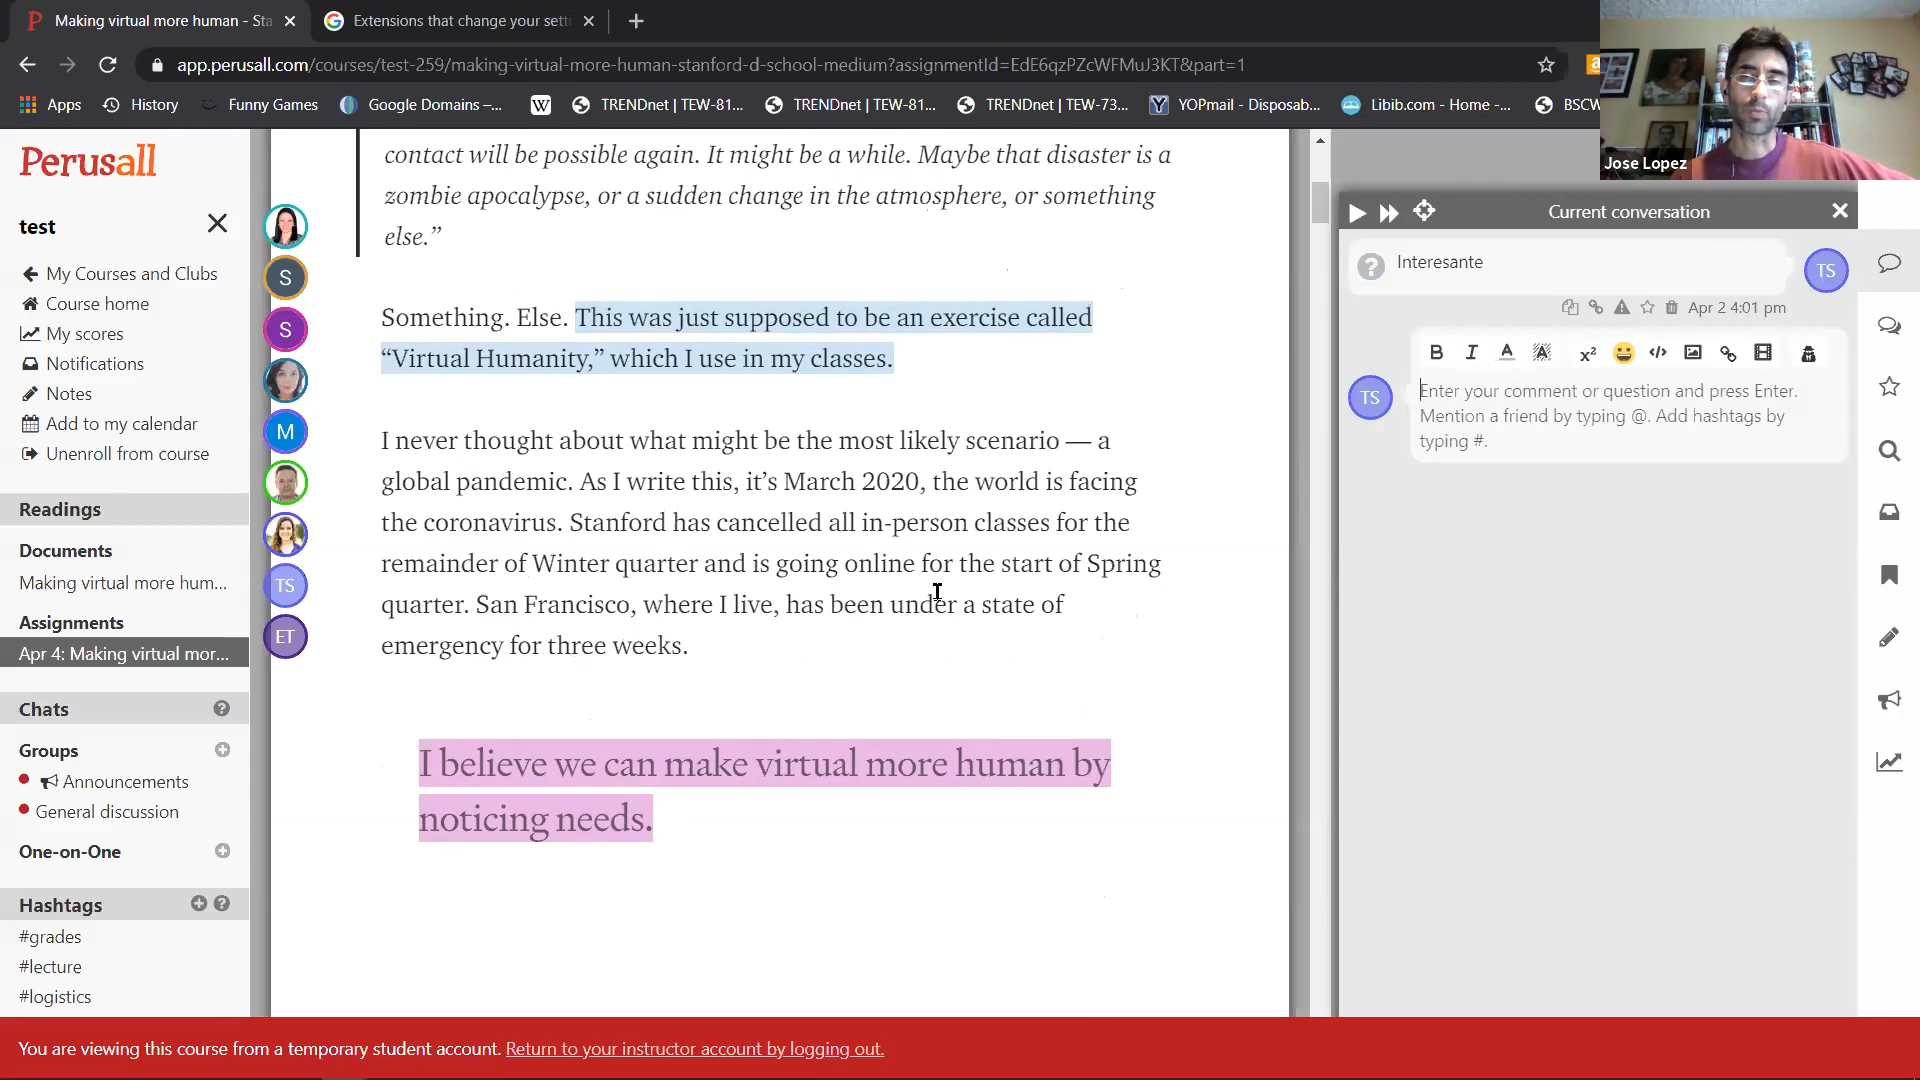 Making virtual more human - Sta
Extensions that change your sett
app.perusall.com/courses/test-259/making-virtual-more-human-stanford-d-school-medium?assignmentId=EdE6qzPZcWFMuJ3KT&part=1
Apps
History
Funny Games
Google Domains –...
W
TRENDnet | TEW-81...
TRENDnet | TEW-81...
TRENDnet | TEW-73...
YOPmail - Disposab...
Libib.com - Home -...
BSCW
Jose Lopez
Perusall
test
My Courses and Clubs
Course home
My scores
Notifications
Notes
Add to my calendar
Unenroll from course
Readings
Documents
Making virtual more hum...
Assignments
Apr 4: Making virtual mor...
Chats
Groups
Announcements
General discussion
One-on-One
Hashtags
#grades
#lecture
#logistics
S
S
M
TS
ET
contact will be possible again. It might be a while. Maybe that disaster is a
zombie apocalypse, or a sudden change in the atmosphere, or something
else.”
Something. Else. This was just supposed to be an exercise called
“Virtual Humanity,” which I use in my classes.
I never thought about what might be the most likely scenario — a
global pandemic. As I write this, it’s March 2020, the world is facing
the coronavirus. Stanford has cancelled all in-person classes for the
remainder of Winter quarter and is going online for the start of Spring
quarter. San Francisco, where I live, has been under a state of
emergency for three weeks.
I believe we can make virtual more human by
noticing needs.
Current conversation
Interesante
TS
Apr 2 4:01 pm
B I A A x²
TS
Enter your comment or question and press Enter.
Mention a friend by typing @. Add hashtags by
typing #.
You are viewing this course from a temporary student account. Return to your instructor account by logging out.